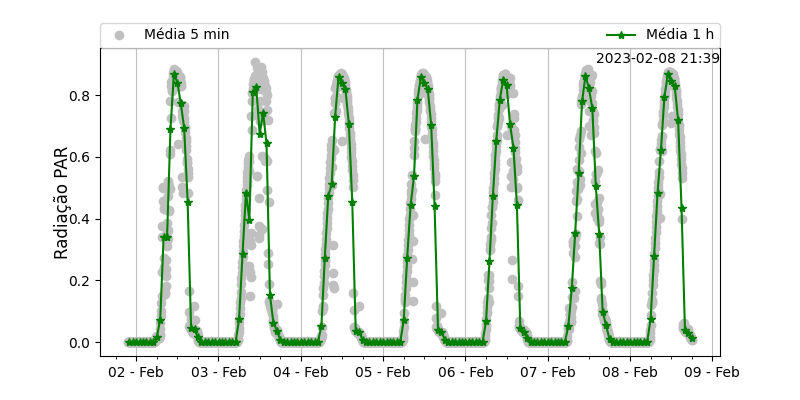 Média 5 min
Média 1 h
2023-02-08 21:39
Radiação PAR
0.8
0.6
0.4
0.2
0.0
02 - Feb
03 - Feb
04 - Feb
05 - Feb
06 - Feb
07 - Feb
08 - Feb
09 - Feb